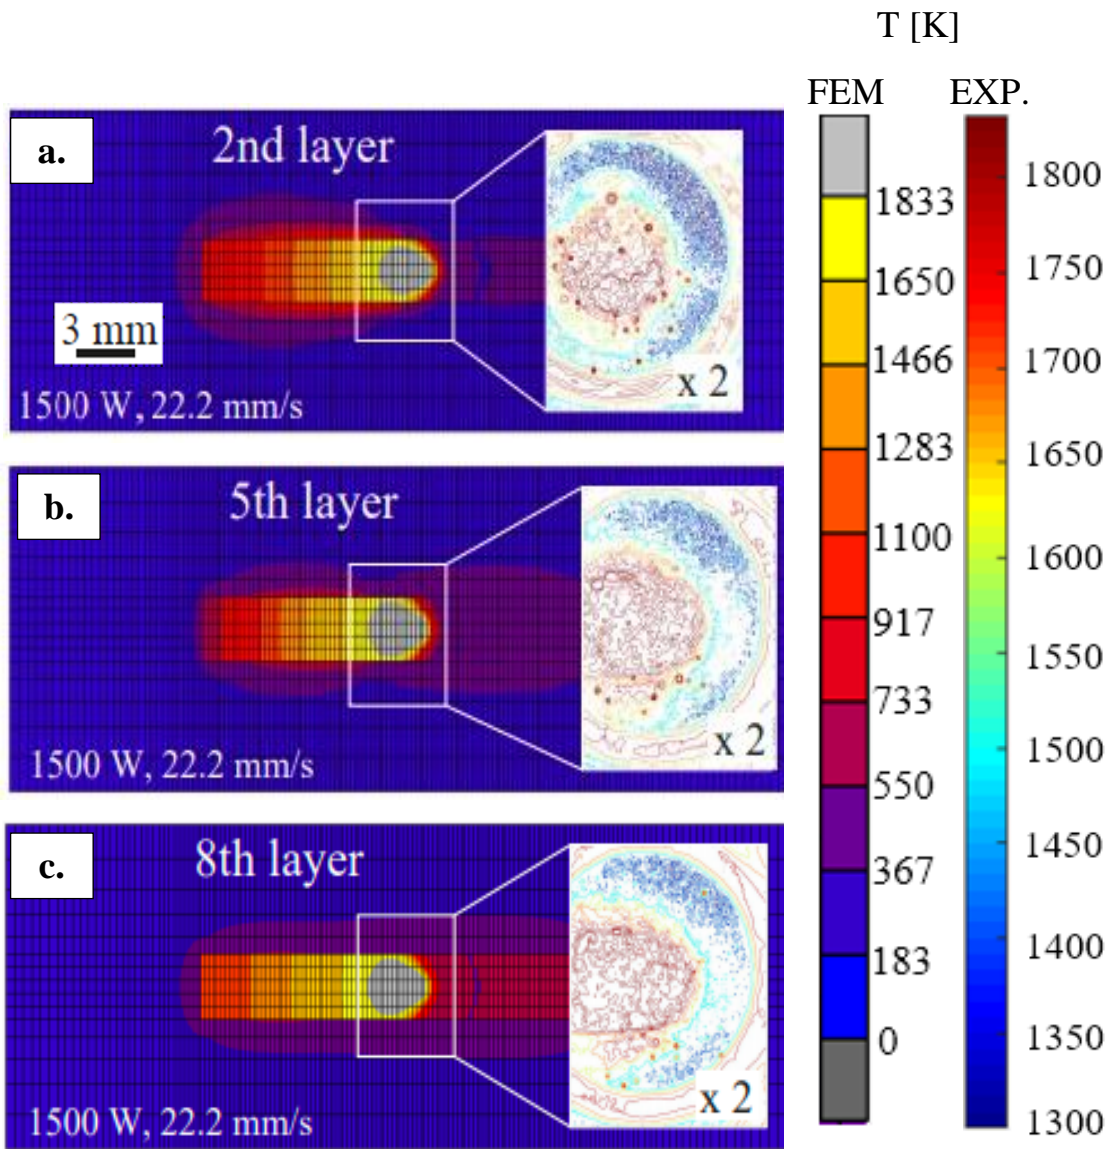 T [K]
FEM EXP.
a.
2nd layer
3 mm
x 2
1500 W, 22.2 mm/s
b.
5th layer
x 2
1500 W, 22.2 mm/s
c.
8th layer
x 2
1500 W, 22.2 mm/s
1833
1650
1466
1283
1100
917
733
550
367
183
0
1800
1750
1700
1650
1600
1550
1500
1450
1400
1350
1300